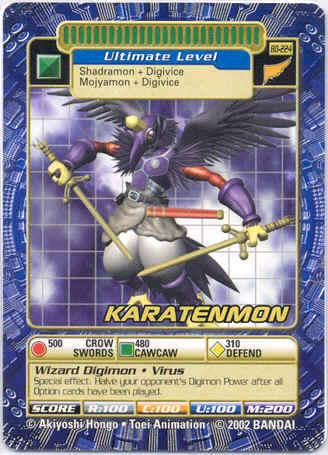 Ultimate Level
BO-224
Shadramon + Digivice
Mojyamon + Digivice
KARATENMON
500 CROW SWORDS
480 CAWCAW
310 DEFEND
Wizard Digimon • Virus
Special effect: Halve your opponent's Digimon Power after all
Option cards have been played.
SCORE R:100 C:100 U:100 M:200
© Akiyoshi Hongo • Toei Animation © 2002 BANDAI